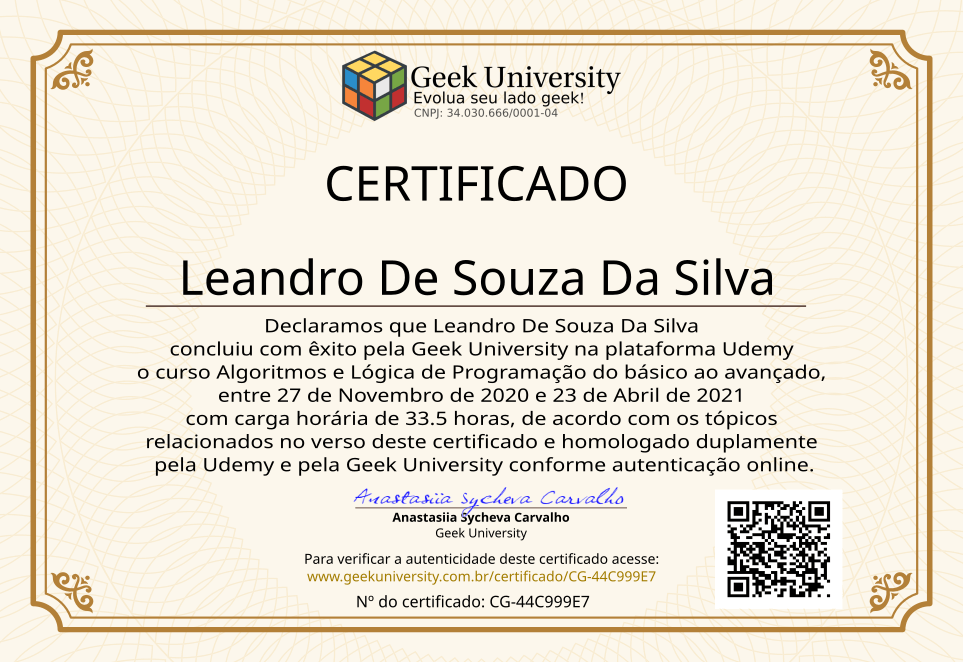 Geek University
Evolua seu lado geek!
CNPJ: 34.030.666/0001-04
CERTIFICADO
Leandro De Souza Da Silva
Declaramos que Leandro De Souza Da Silva
concluiu com êxito pela Geek University na plataforma Udemy
o curso Algoritmos e Lógica de Programação do básico ao avançado,
entre 27 de Novembro de 2020 e 23 de Abril de 2021
com carga horária de 33.5 horas, de acordo com os tópicos
relacionados no verso deste certificado e homologado duplamente
pela Udemy e pela Geek University conforme autenticação online.
Anastasiia Sycheva Carvalho
Anastasiia Sycheva Carvalho
Geek University
Para verificar a autenticidade deste certificado acesse:
www.geekuniversity.com.br/certificado/CG-44C999E7
Nº do certificado: CG-44C999E7